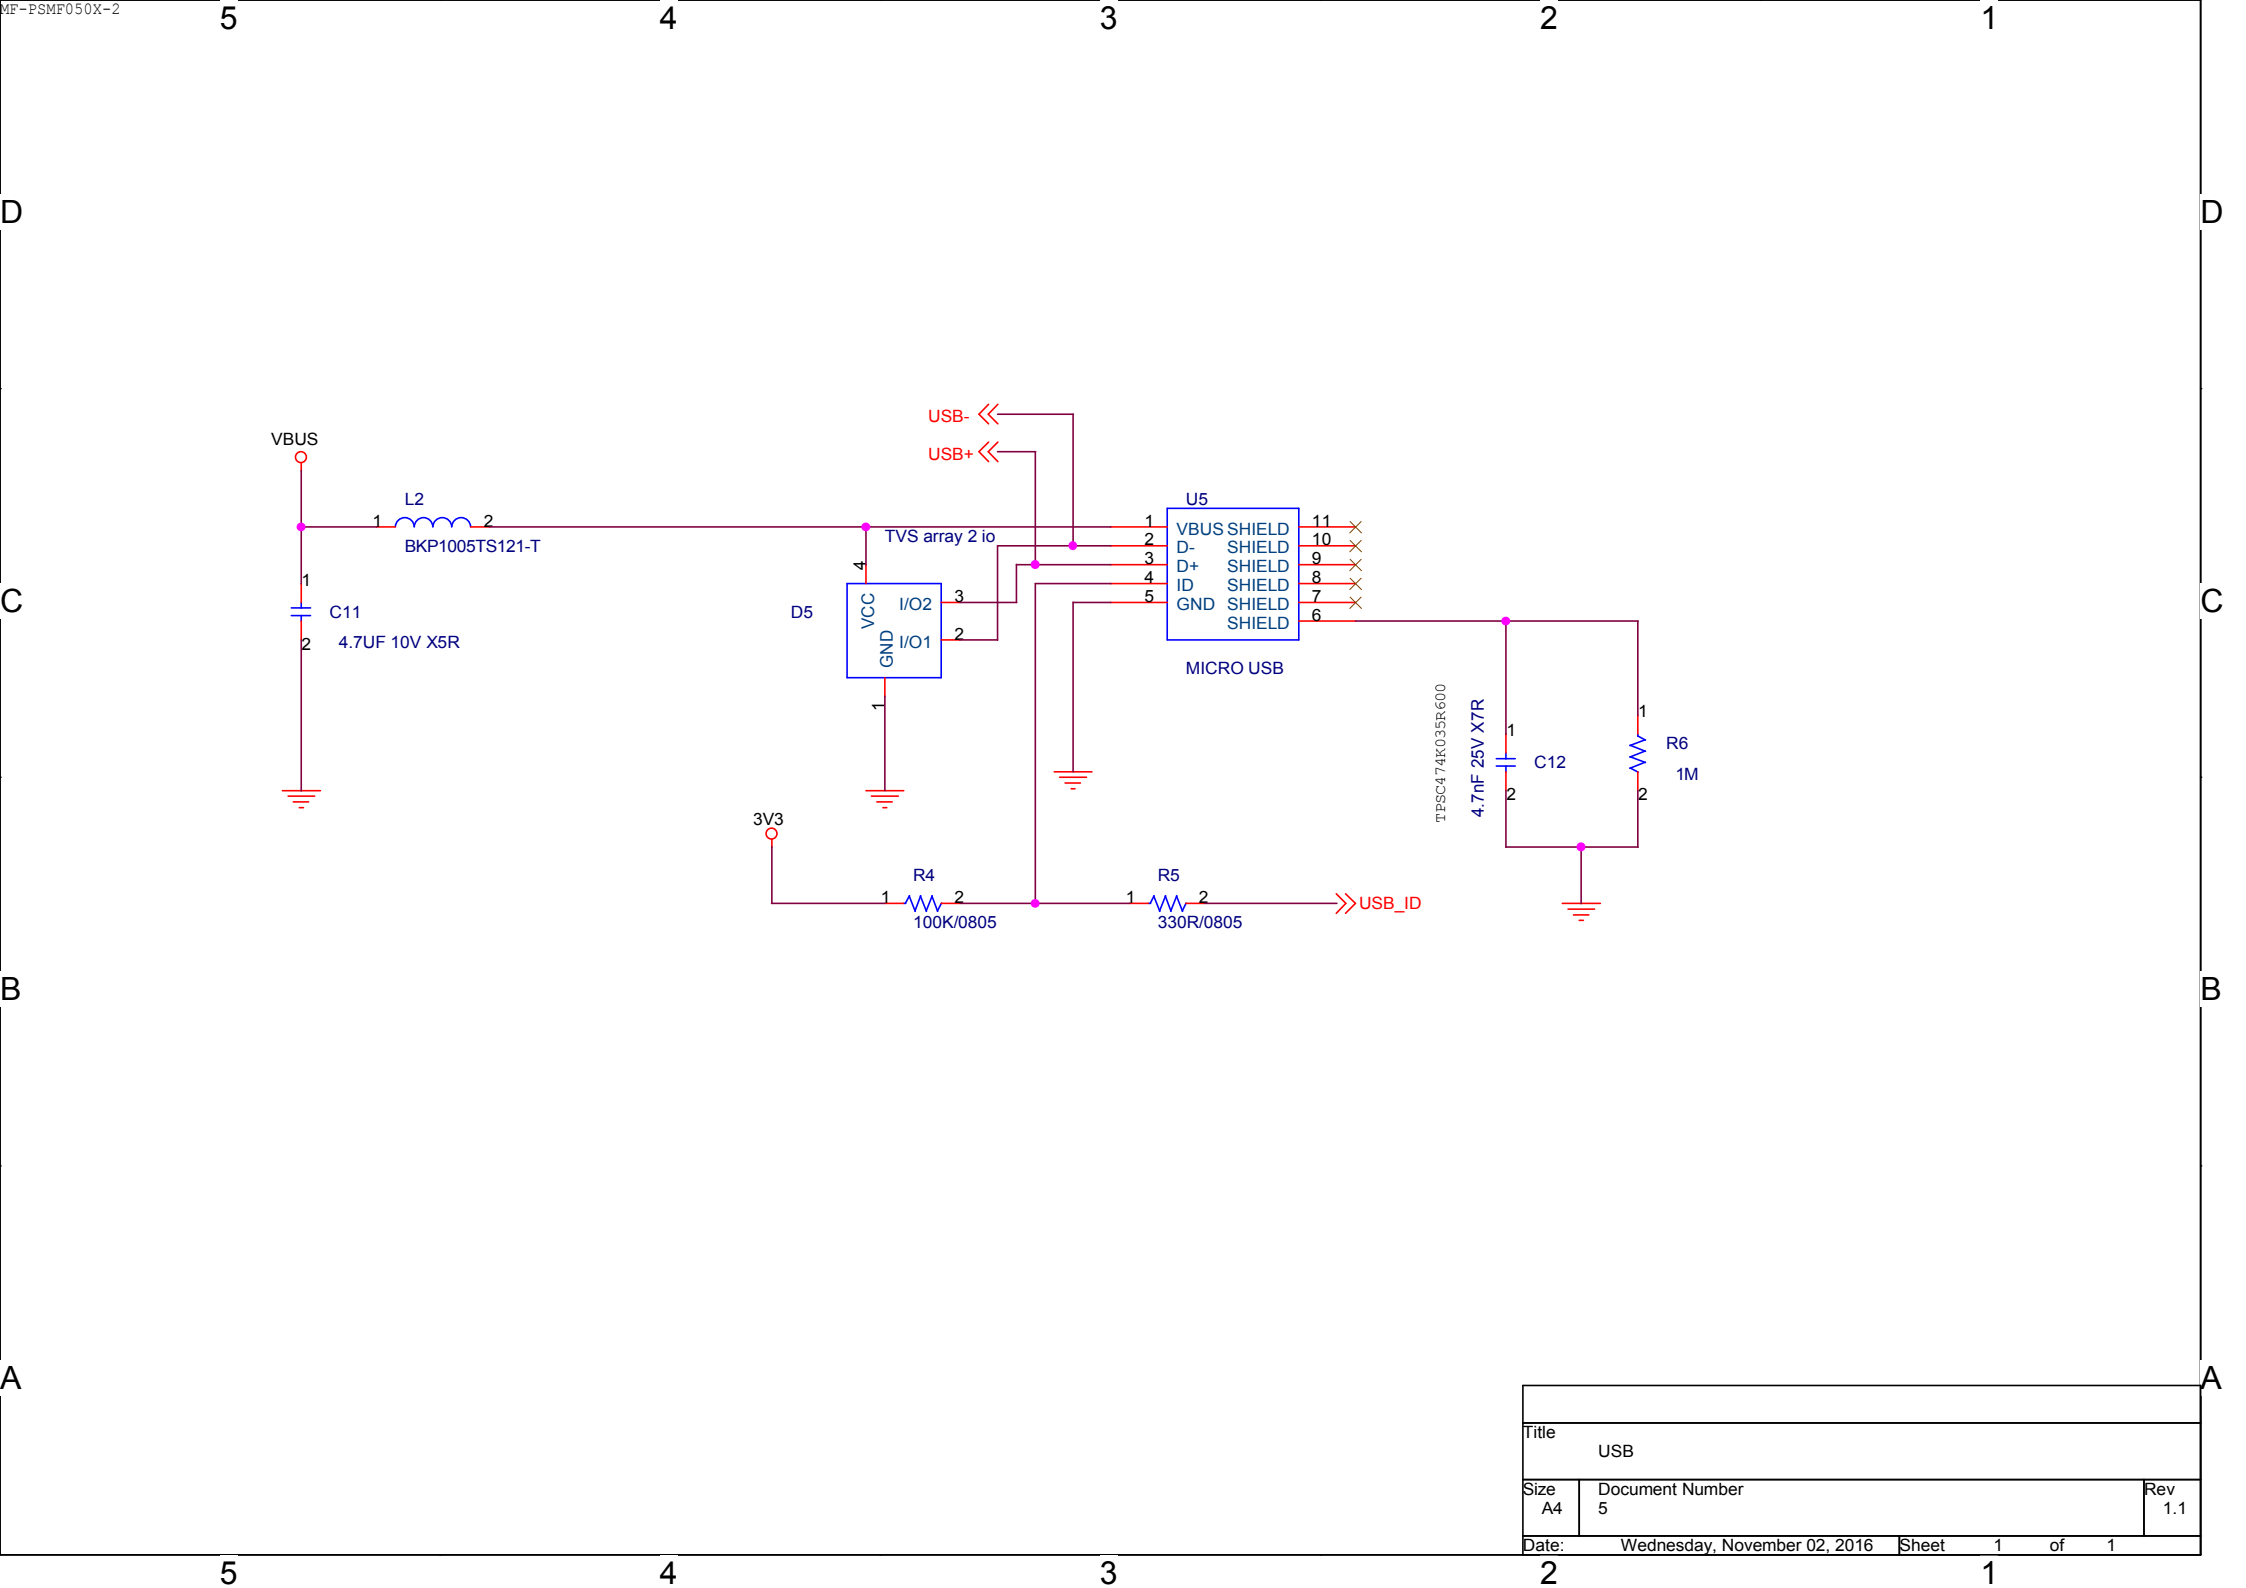 MF-PSMF050X-2
5 4 3 2 1
D D
USB-
VBUS
USB+
L2 U5
1 2 1 VBUS SHIELD 11
TVS array 2 io
BKP1005TS121-T
2 D- SHIELD 10
4 3 D+ SHIELD 9
1 4 ID SHIELD 8
C C
C11 D5 VCC I/O2 3 5 GND SHIELD 7
SHIELD 6
2 4.7UF 10V X5R GND I/O1 2
MICRO USB
1
TPSC474K035R600
4.7nF 25V X7R
1 1
R6
C12
1M
2 2
3V3
R4 R5
1 2 1 2 USB_ID
100K/0805 330R/0805
B B
A A
Title
USB
Size Document Number Rev
A4 5 1.1
Date: Wednesday, November 02, 2016 Sheet 1 of 1
5 4 3 2 1